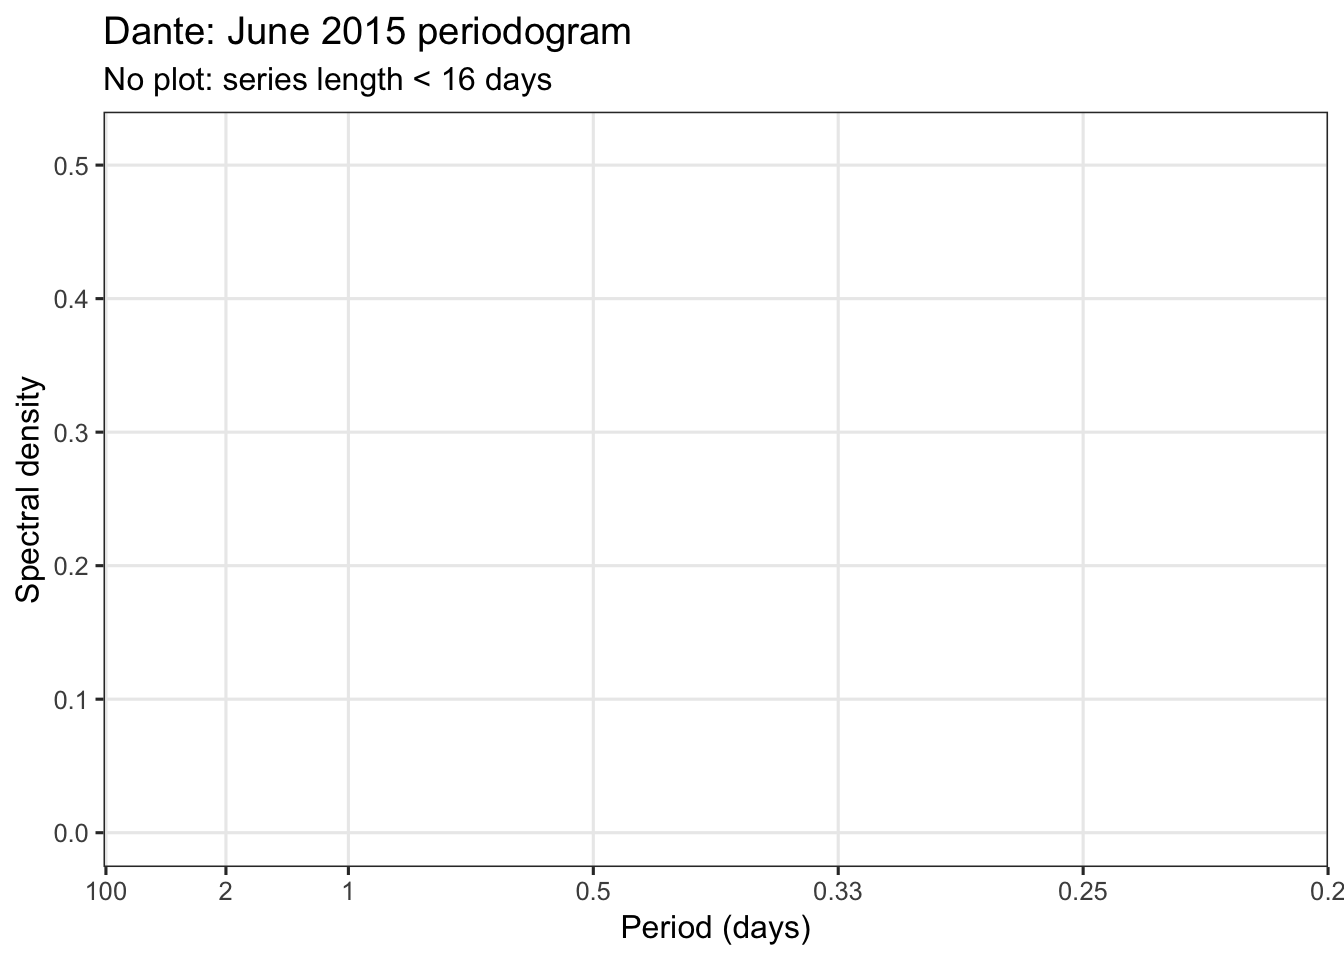 Dante: June 2015 periodogram
No plot: series length < 16 days
Spectral density
0.5
0.4
0.3
0.2
0.1
0.0
100 2 1 0.5 0.33 0.25 0.2
Period (days)